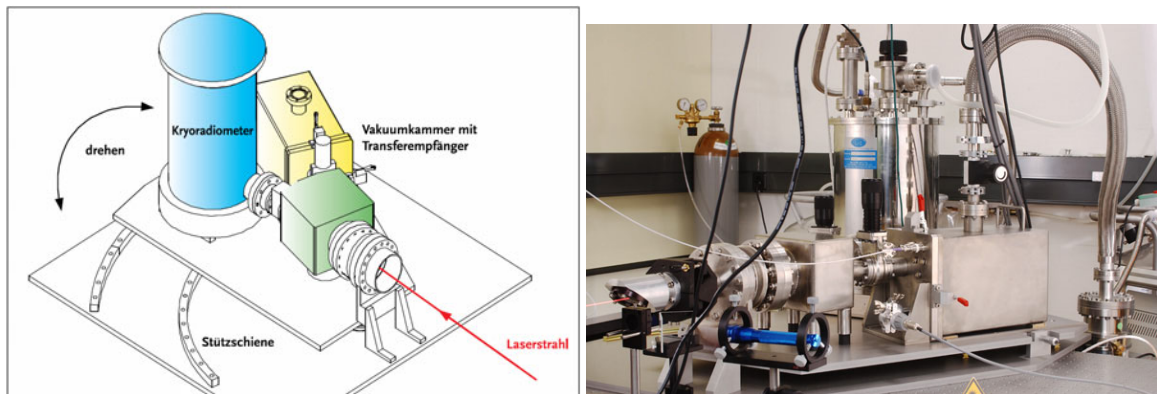 Kryoradiometer
drehen
Vakuumkammer mit
Transferempfänger
Stützschiene
Laserstrahl